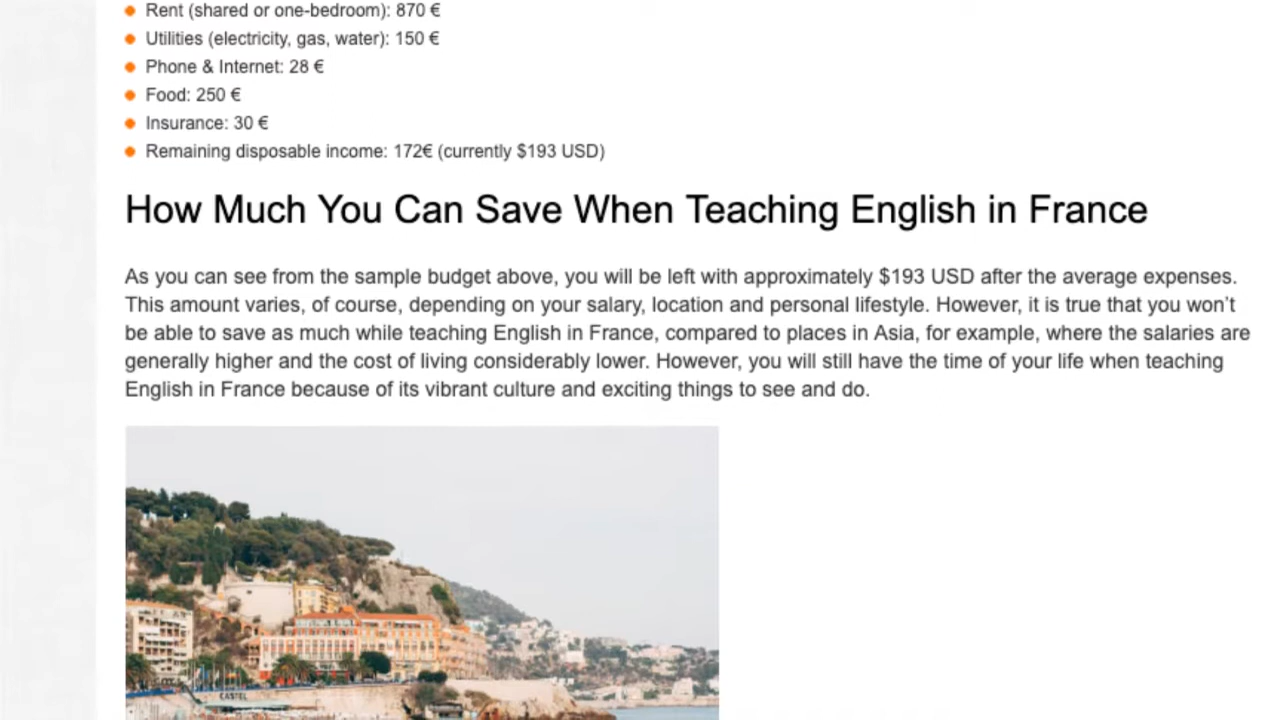 Rent (shared or one-bedroom): 870 €
Utilities (electricity, gas, water): 150 €
Phone & Internet: 28 €
Food: 250 €
Insurance: 30 €
Remaining disposable income: 172€ (currently $193 USD)
How Much You Can Save When Teaching English in France
As you can see from the sample budget above, you will be left with approximately $193 USD after the average expenses.
This amount varies, of course, depending on your salary, location and personal lifestyle. However, it is true that you won’t
be able to save as much while teaching English in France, compared to places in Asia, for example, where the salaries are
generally higher and the cost of living considerably lower. However, you will still have the time of your life when teaching
English in France because of its vibrant culture and exciting things to see and do.
CASTEL